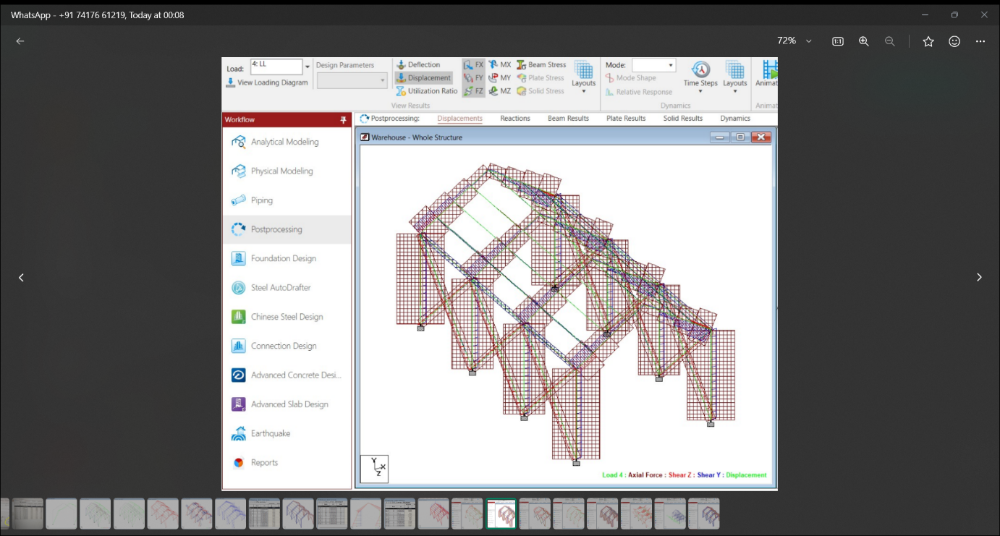 WhatsApp - +91 74176 61219, Today at 00:08
72%
1:1
Load: 4: LL
View Loading Diagram
Design Parameters
Deflection
Displacement
Utilization Ratio
FX MX Beam Stress
FY MY Plate Stress
FZ MZ Solid Stress
Layouts
View Results
Mode:
Mode Shape
Relative Response
Time Steps
Layouts
Dynamics
Animat
Animat
Workflow
Analytical Modeling
Physical Modeling
Piping
Postprocessing
Foundation Design
Steel AutoDrafter
Chinese Steel Design
Connection Design
Advanced Concrete Desi...
Advanced Slab Design
Earthquake
Reports
Postprocessing: Displacements Reactions Beam Results Plate Results Solid Results Dynamics
Warehouse - Whole Structure
Y
X
Z
Load 4 : Axial Force : Shear Z : Shear Y : Displacement